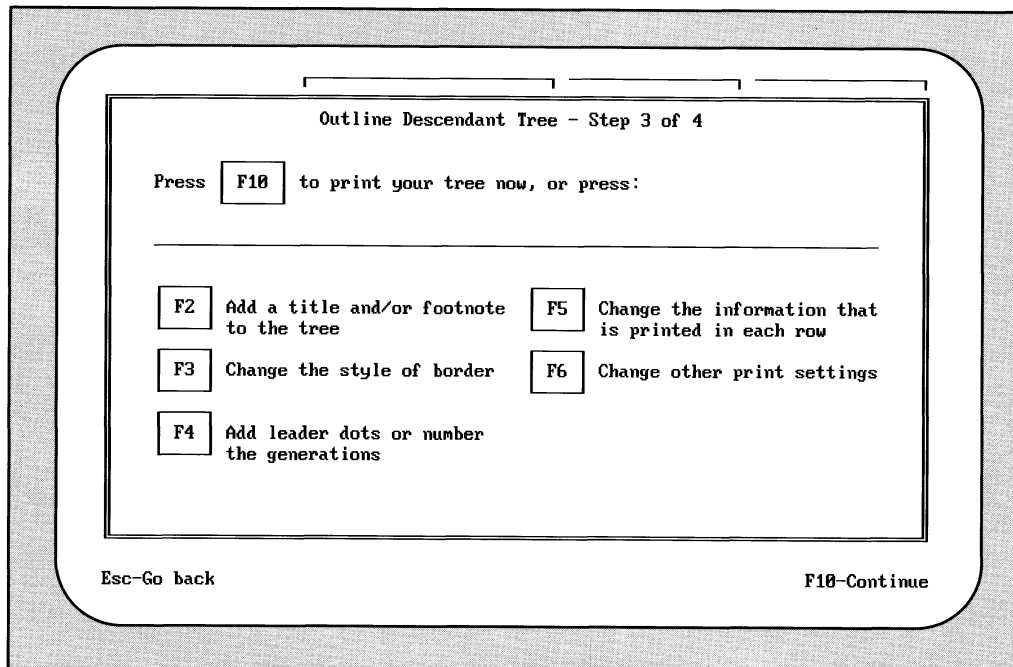 Outline Descendant Tree - Step 3 of 4
Press F10 to print your tree now, or press:
F2 Add a title and/or footnote
to the tree
F5 Change the information that
is printed in each row
F3 Change the style of border
F6 Change other print settings
F4 Add leader dots or number
the generations
Esc-Go back
F10-Continue